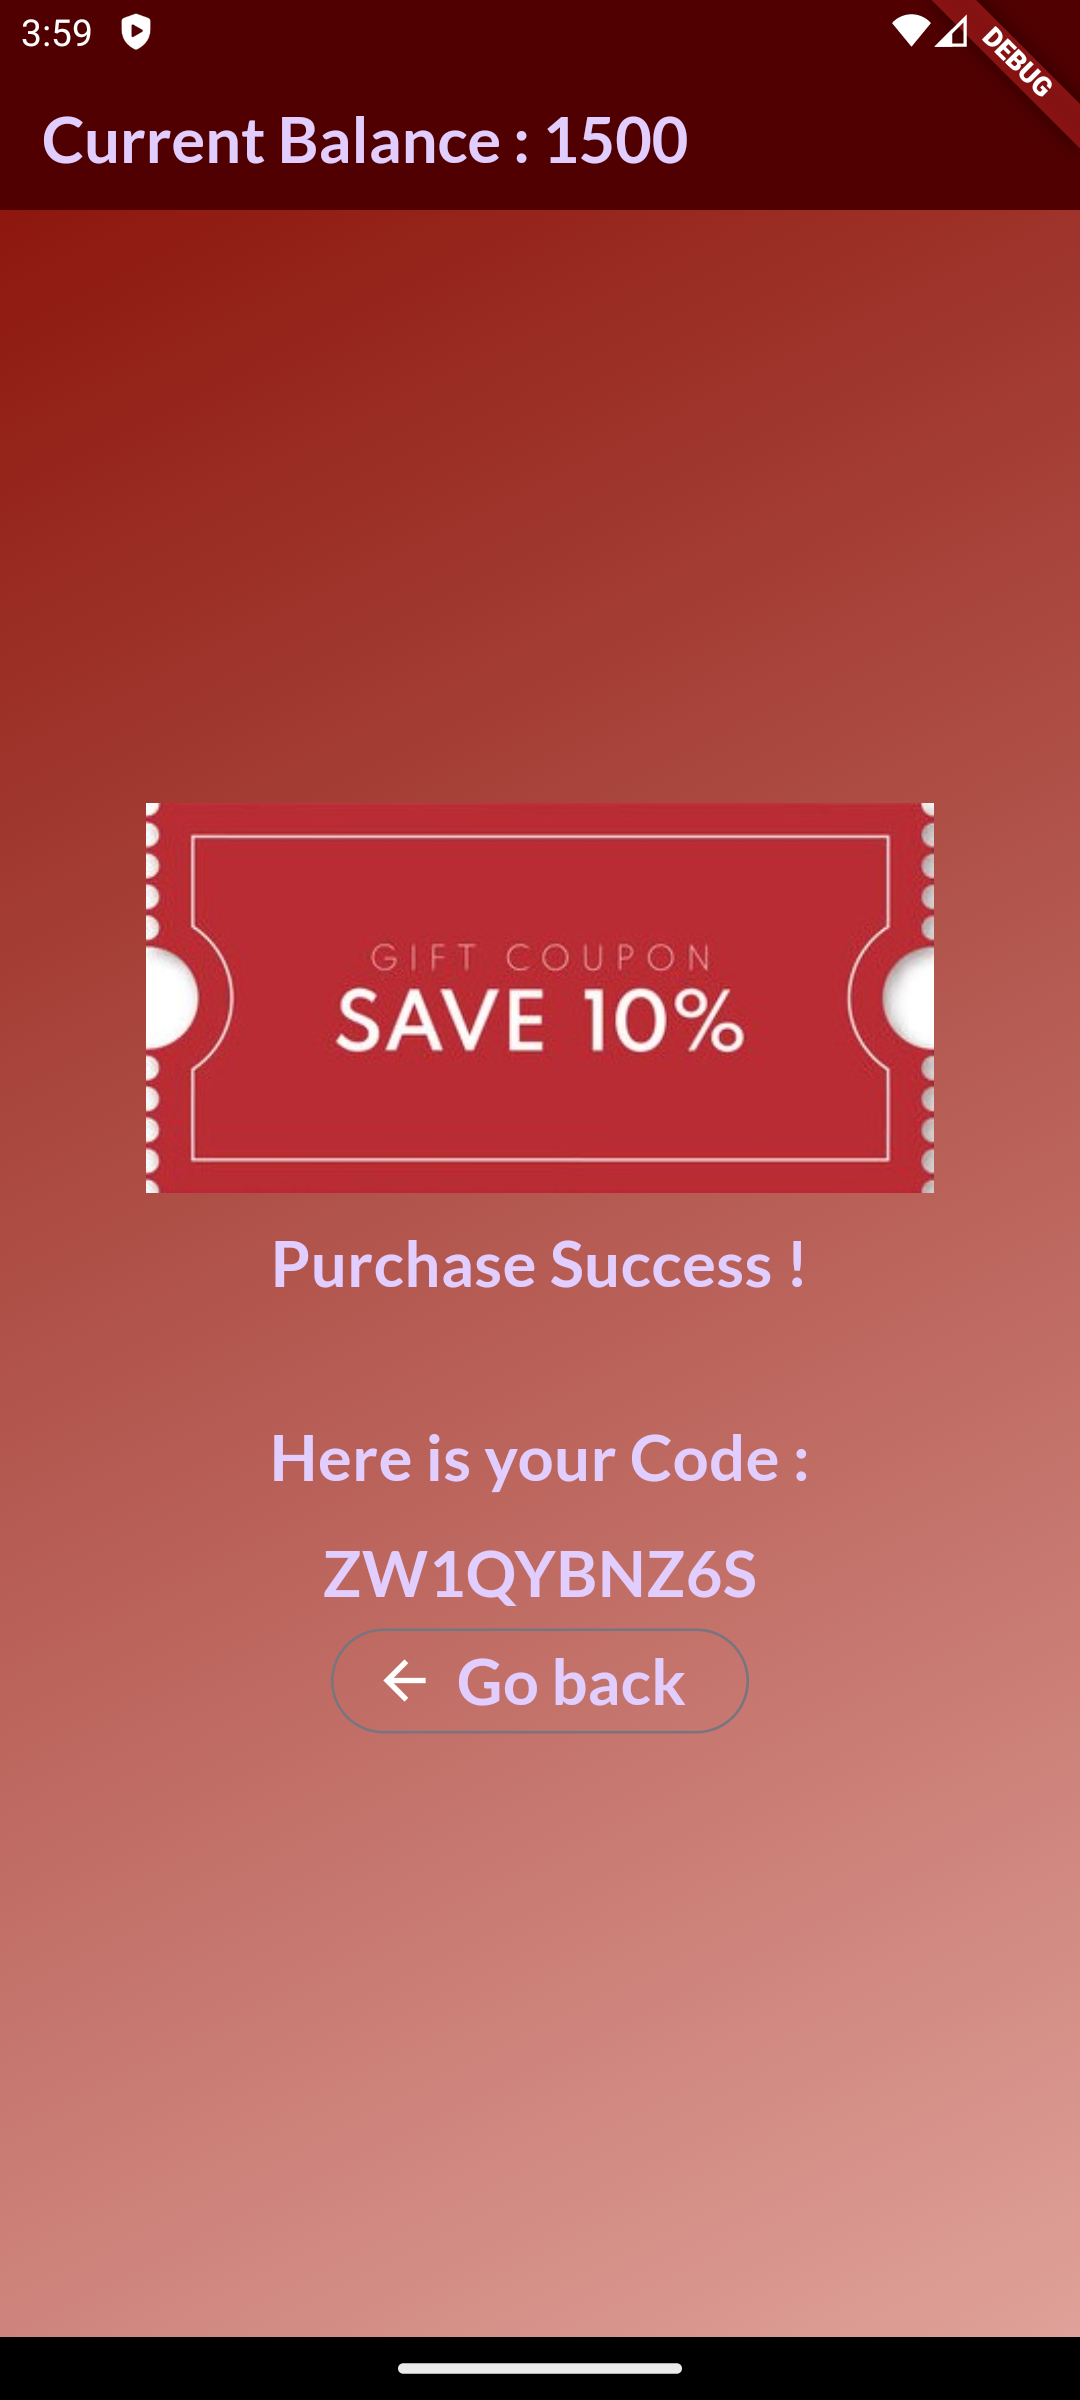 3:59
DEBUG
Current Balance : 1500
GIFT COUPON
SAVE 10%
Purchase Success !
Here is your Code :
ZW1QYBNZ6S
Go back